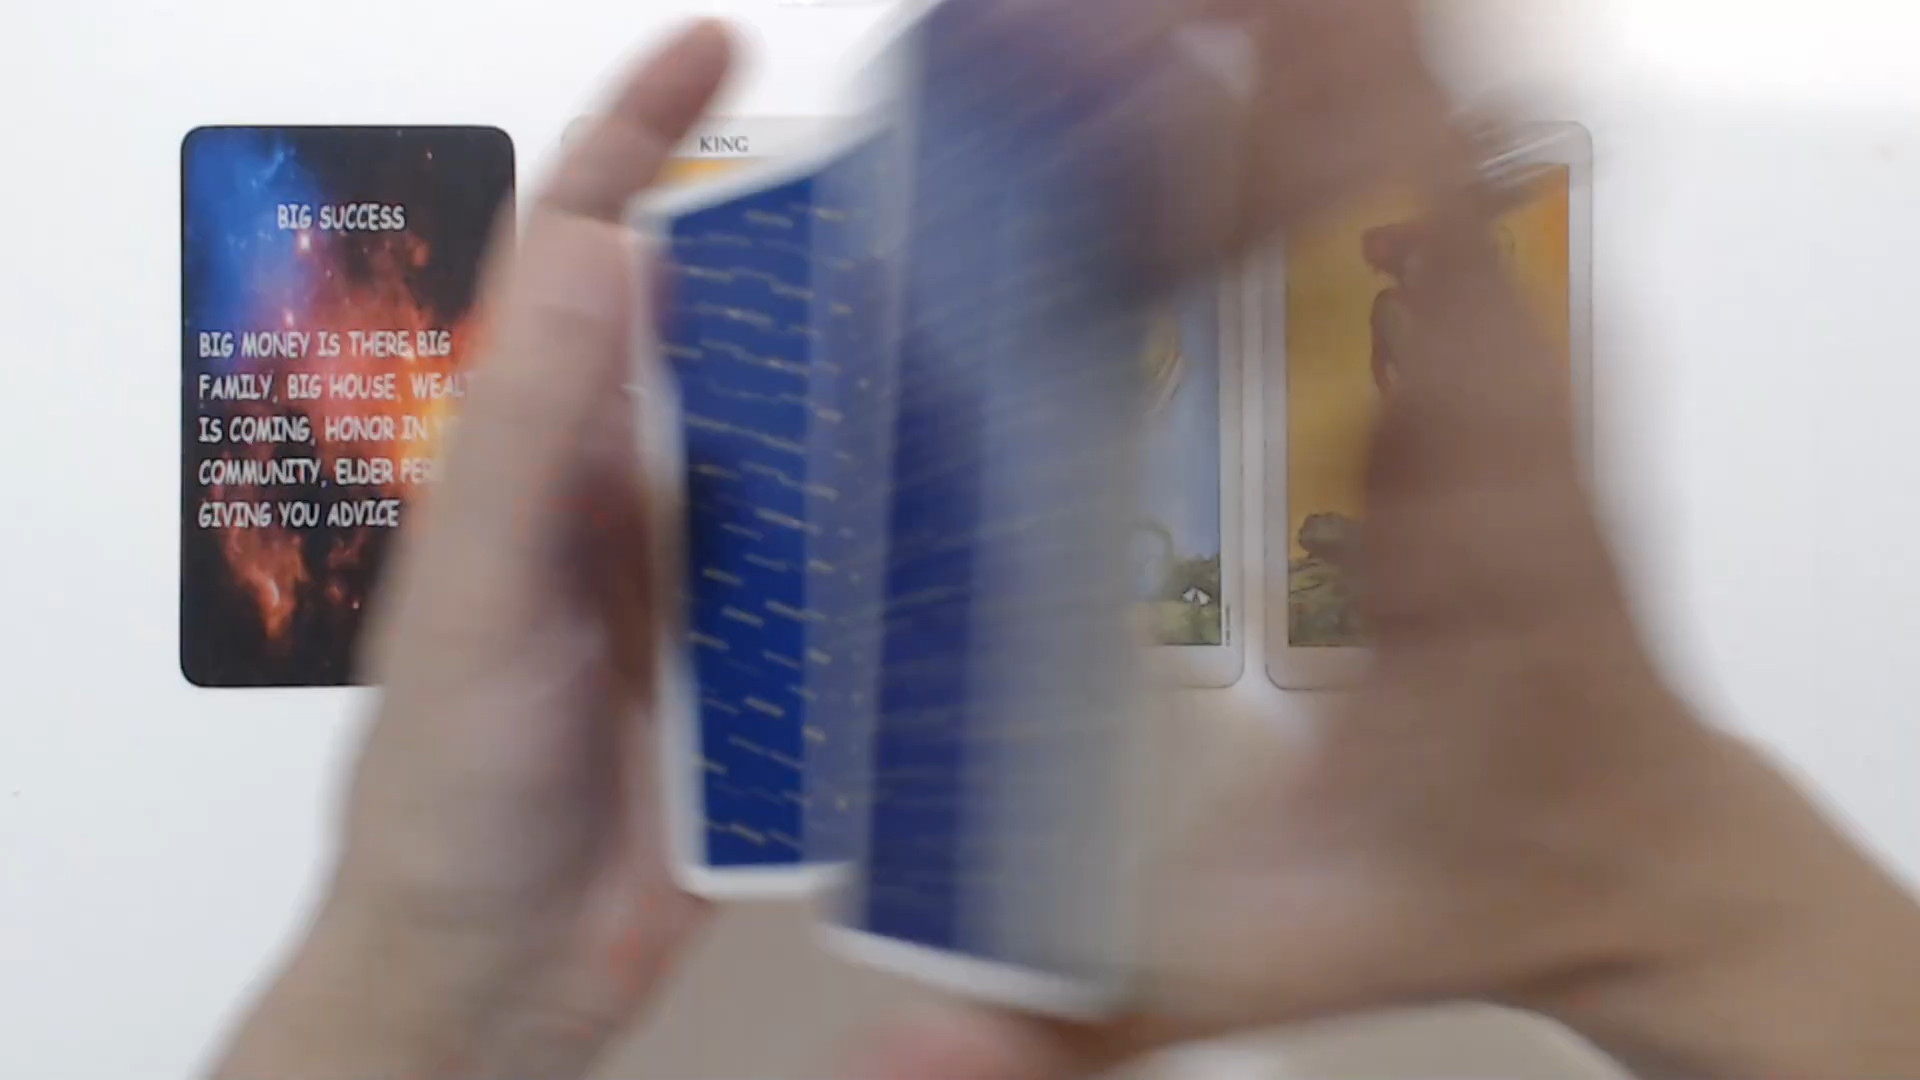 KING
BIG SUCCESS
BIG MONEY IS THERE BIG
FAMILY, BIG HOUSE,
IS COMING, HONOR IN
COMMUNITY, ELDER
GIVING YOU ADVICE